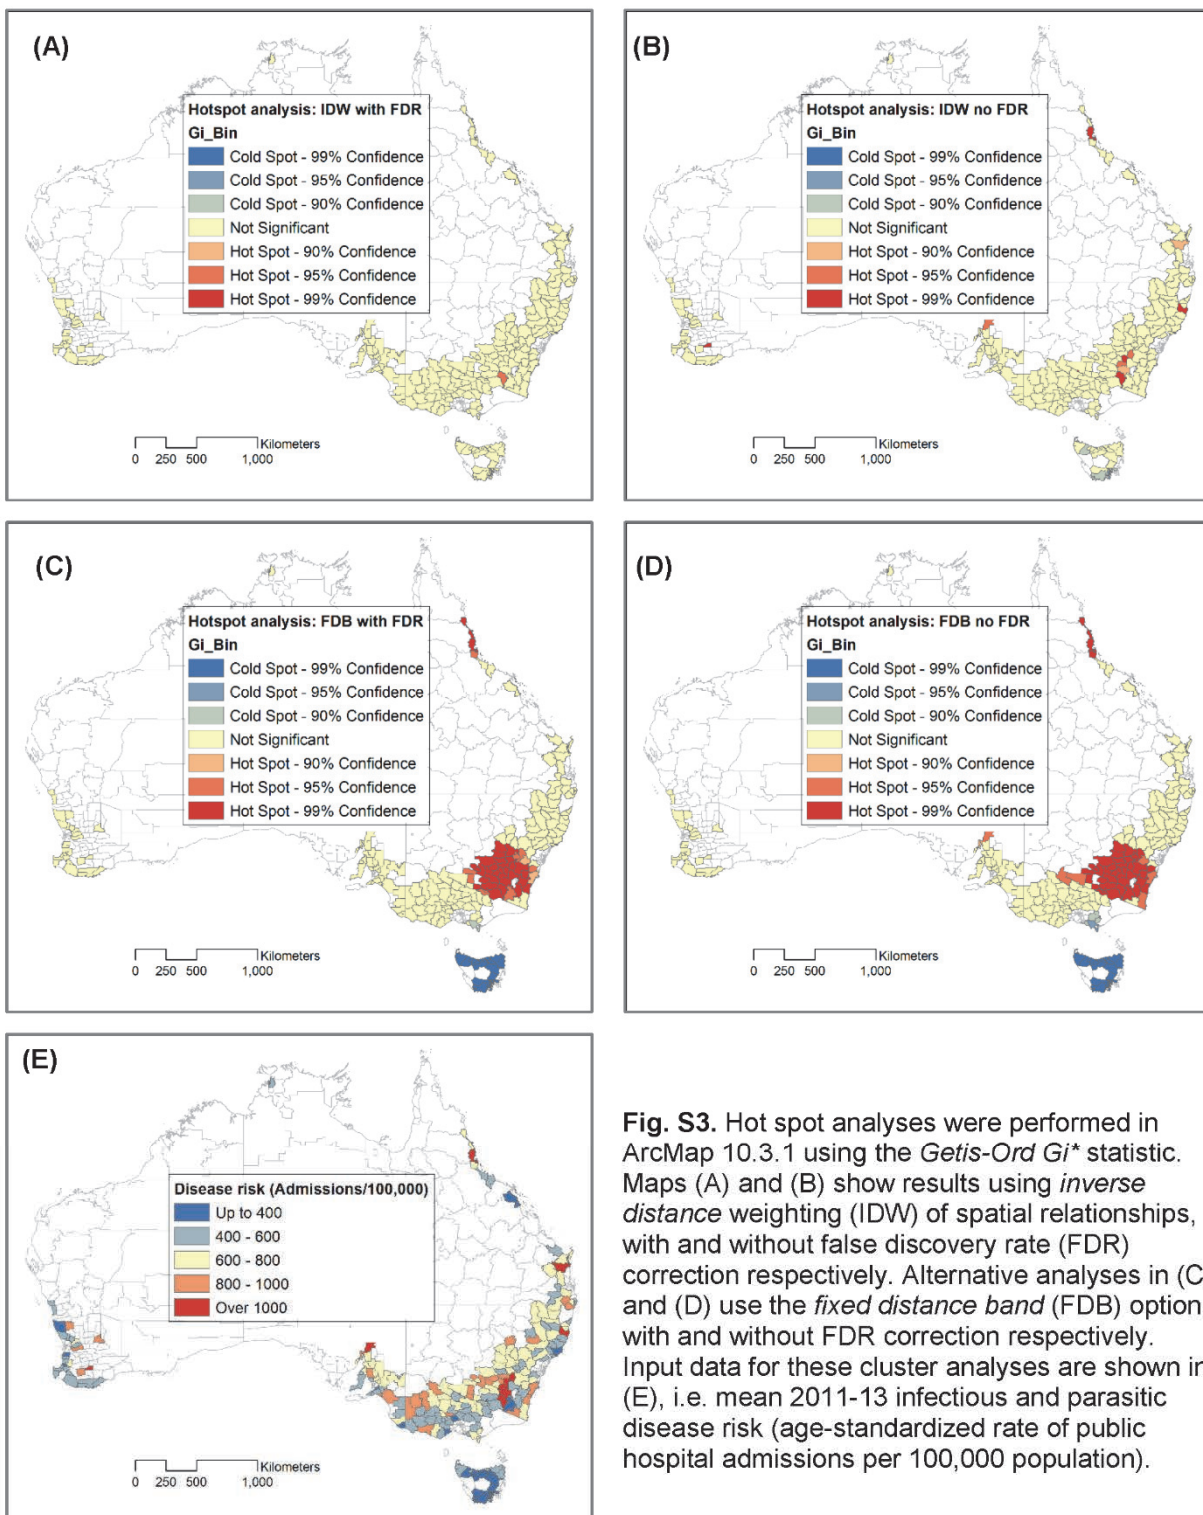 (A)
Hotspot analysis: IDW with FDR
Gi_Bin
Cold Spot - 99% Confidence
Cold Spot - 95% Confidence
Cold Spot - 90% Confidence
Not Significant
Hot Spot - 90% Confidence
Hot Spot - 95% Confidence
Hot Spot - 99% Confidence
Kilometers
0 250 500 1,000
(B)
Hotspot analysis: IDW no FDR
Gi_Bin
Cold Spot - 99% Confidence
Cold Spot - 95% Confidence
Cold Spot - 90% Confidence
Not Significant
Hot Spot - 90% Confidence
Hot Spot - 95% Confidence
Hot Spot - 99% Confidence
Kilometers
0 250 500 1,000
(C)
Hotspot analysis: FDB with FDR
Gi_Bin
Cold Spot - 99% Confidence
Cold Spot - 95% Confidence
Cold Spot - 90% Confidence
Not Significant
Hot Spot - 90% Confidence
Hot Spot - 95% Confidence
Hot Spot - 99% Confidence
Kilometers
0 250 500 1,000
(D)
Hotspot analysis: FDB no FDR
Gi_Bin
Cold Spot - 99% Confidence
Cold Spot - 95% Confidence
Cold Spot - 90% Confidence
Not Significant
Hot Spot - 90% Confidence
Hot Spot - 95% Confidence
Hot Spot - 99% Confidence
Kilometers
0 250 500 1,000
(E)
Disease risk (Admissions/100,000)
Up to 400
400 - 600
600 - 800
800 - 1000
Over 1000
Fig. S3. Hot spot analyses were performed in
ArcMap 10.3.1 using the Getis-Ord Gi* statistic.
Maps (A) and (B) show results using inverse
distance weighting (IDW) of spatial relationships,
with and without false discovery rate (FDR)
correction respectively. Alternative analyses in (C
and (D) use the fixed distance band (FDB) option
with and without FDR correction respectively.
Input data for these cluster analyses are shown in
(E), i.e. mean 2011-13 infectious and parasitic
disease risk (age-standardized rate of public
hospital admissions per 100,000 population).